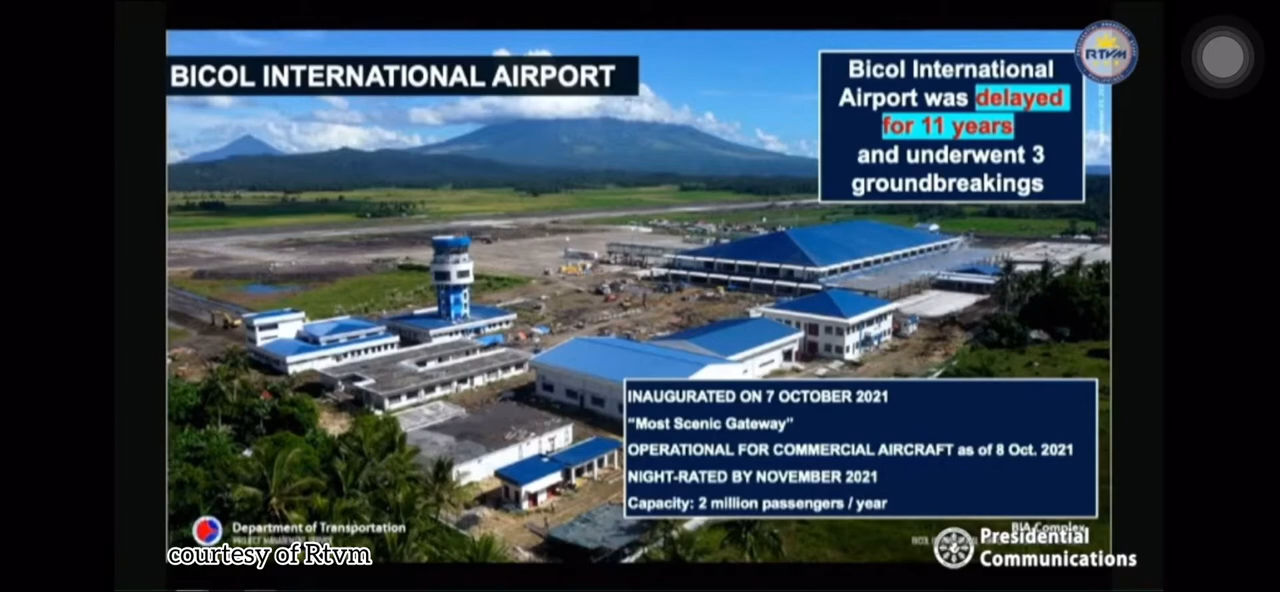 BICOL INTERNATIONAL AIRPORT
RTVM
Bicol International
Airport was delayed
for 11 years
and underwent 3
groundbreakings
INAUGURATED ON 7 OCTOBER 2021
“Most Scenic Gateway”
OPERATIONAL FOR COMMERCIAL AIRCRAFT as of 8 Oct. 2021
NIGHT-RATED BY NOVEMBER 2021
Capacity: 2 million passengers / year
Department of Transportation
courtesy of Rtvm
BIA Complex
Presidential
Communications